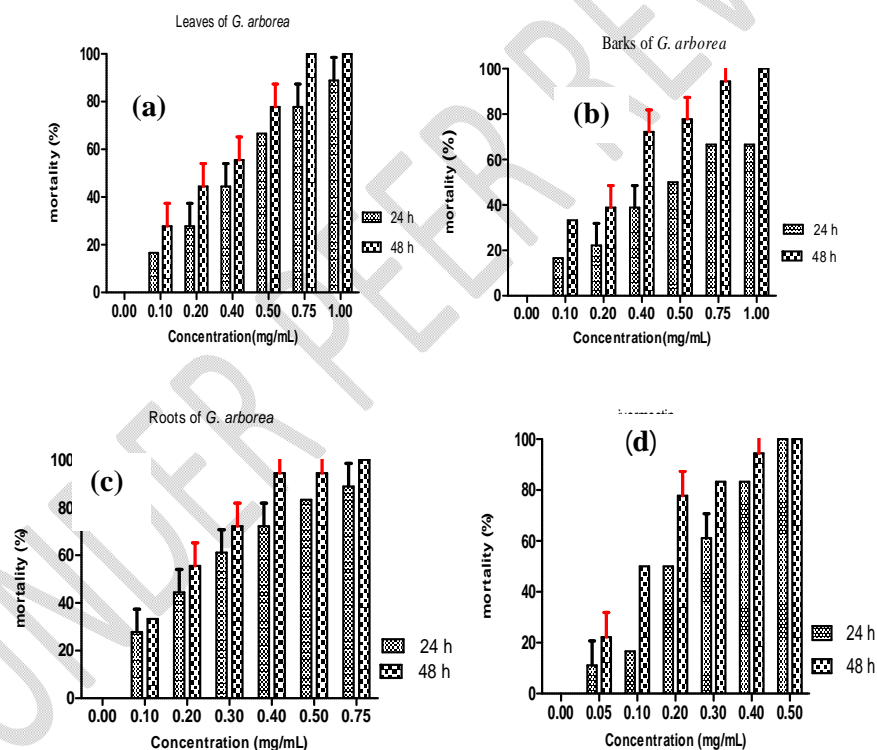 Leaves of G. arborea
(a)
mortality (%)
100
80
60
40
20
0
0.00 0.10 0.20 0.40 0.50 0.75 1.00
Concentration(mg/mL)
24 h
48 h
Barks of G. arborea
(b)
mortality (%)
100
80
60
40
20
0
0.00 0.10 0.20 0.40 0.50 0.75 1.00
Concentration(mg/mL)
24 h
48 h
Roots of G. arborea
(c)
mortality (%)
100
80
60
40
20
0
0.00 0.10 0.20 0.30 0.40 0.50 0.75
Concentration (mg/mL)
24 h
48 h
(d)
mortality (%)
100
80
60
40
20
0
0.00 0.05 0.10 0.20 0.30 0.40 0.50
Concentration (mg/mL)
24 h
48 h
UNDER PEER REV